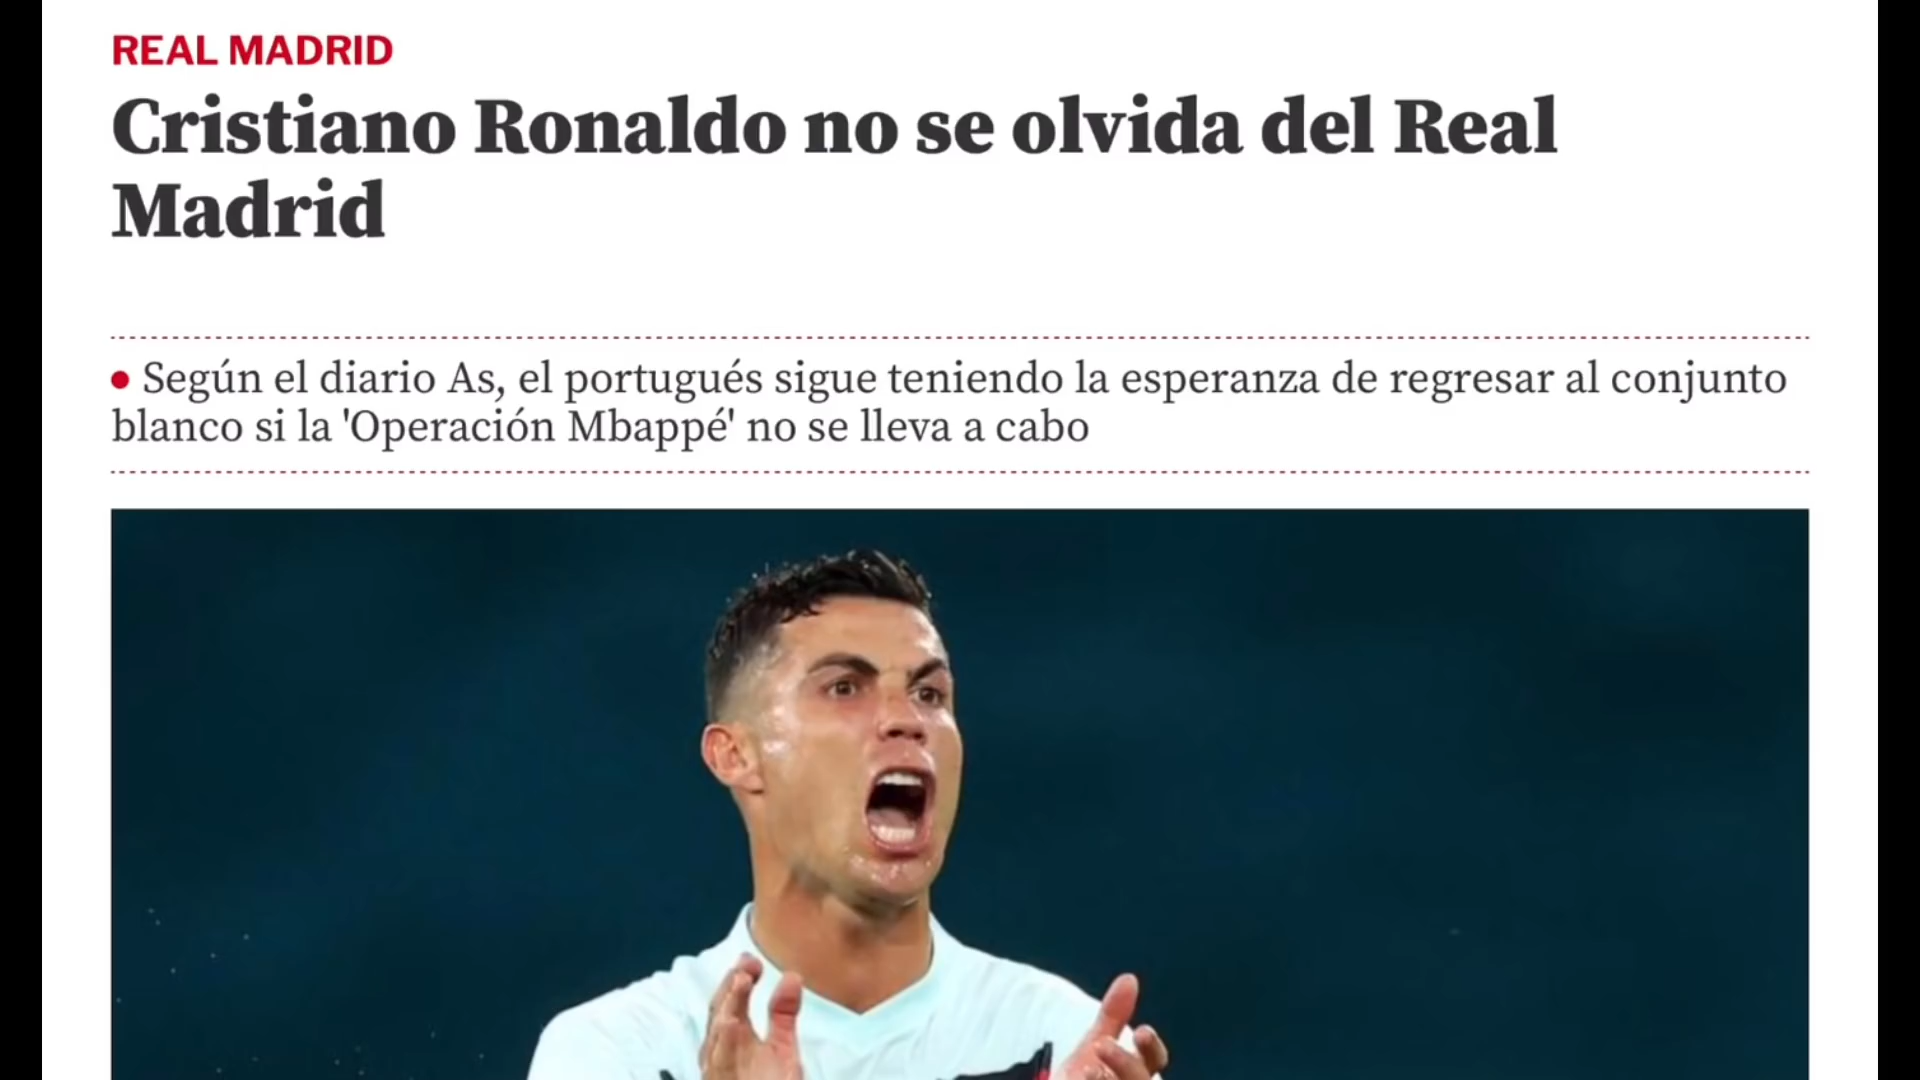 REAL MADRID
Cristiano Ronaldo no se olvida del Real
Madrid
• Según el diario As, el portugués sigue teniendo la esperanza de regresar al conjunto
blanco si la 'Operación Mbappé' no se lleva a cabo